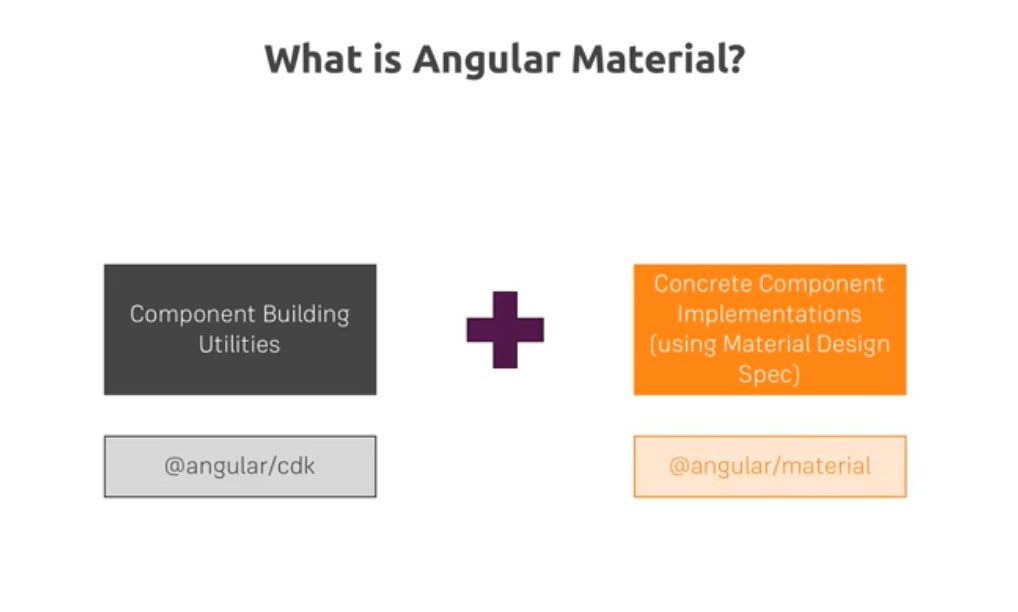 What is Angular Material?
Component Building
Utilities
Concrete Component
Implementations
(using Material Design
Spec)
@angular/cdk
@angular/material